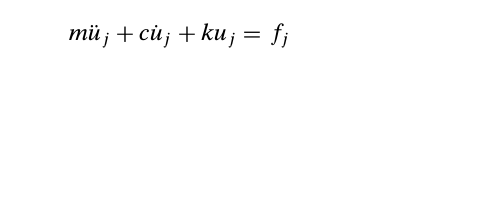 mü_j + cu̇_j + ku_j = f_j